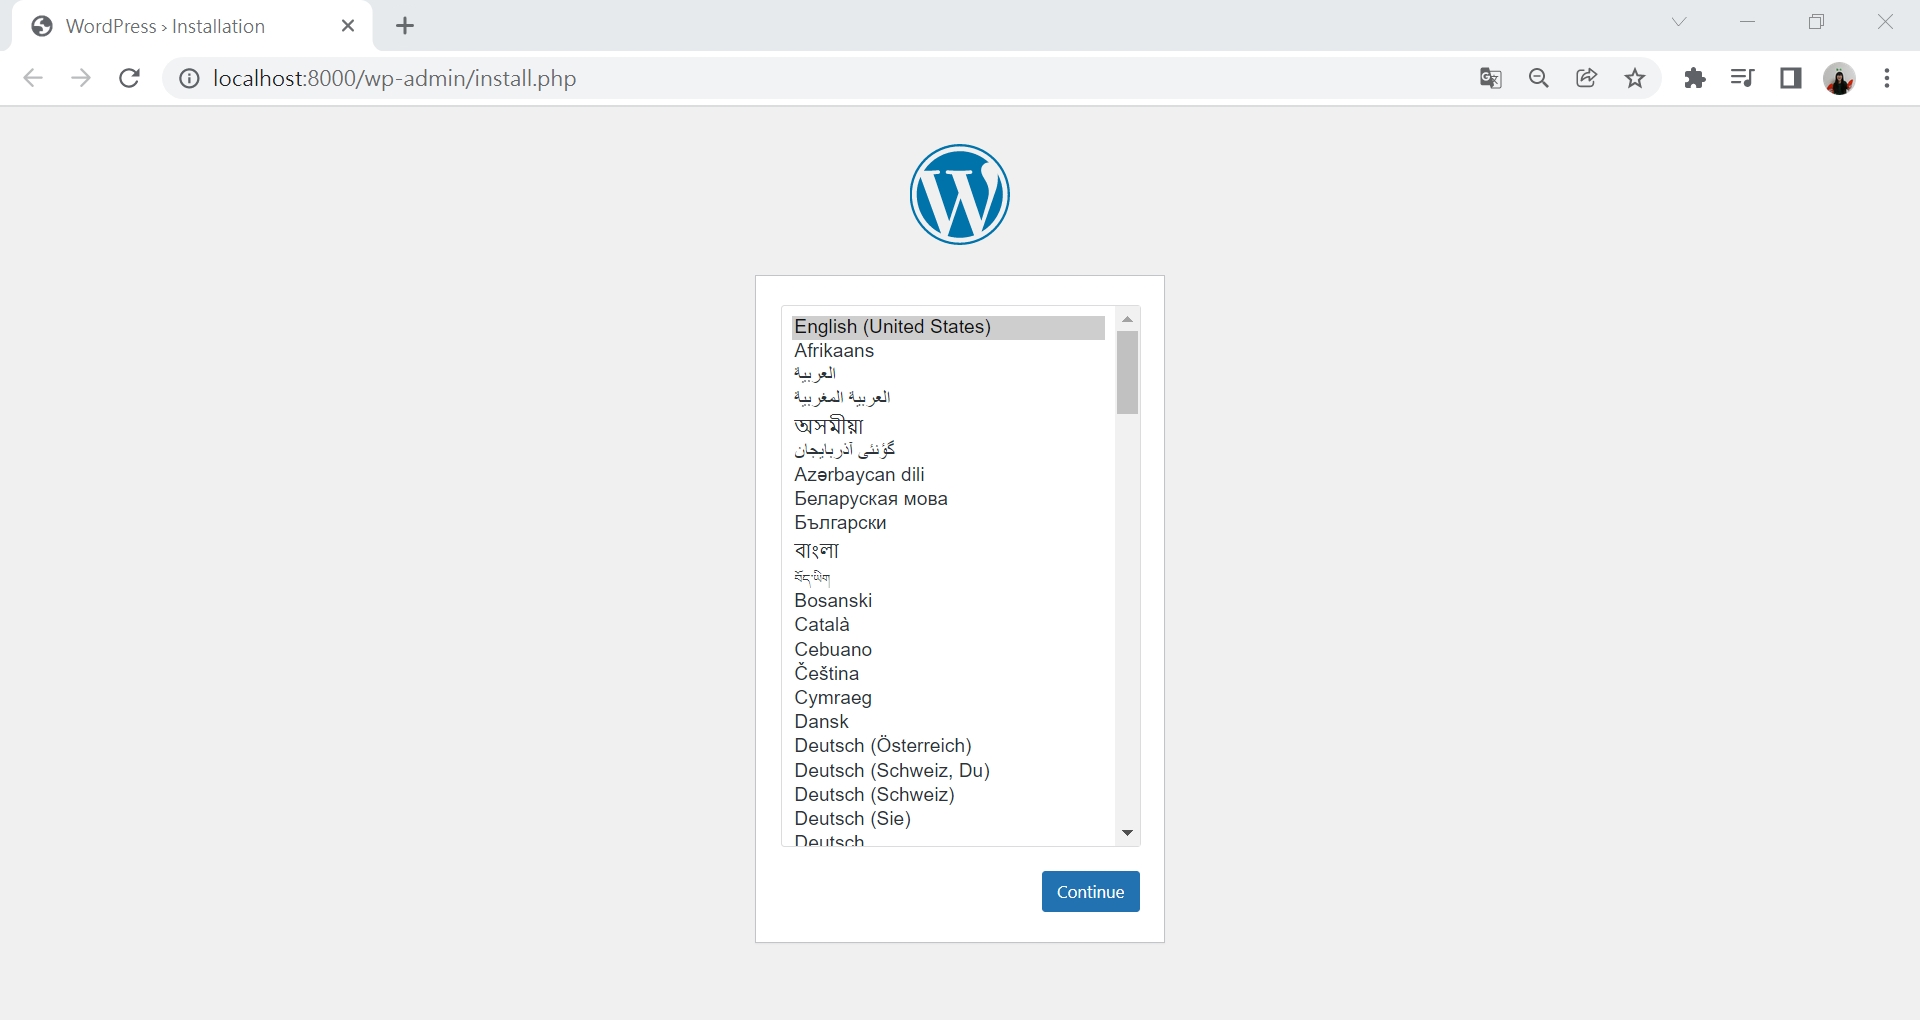 WordPress › Installation
localhost:8000/wp-admin/install.php
English (United States)
Afrikaans
العربية
العربية المغربية
অসমীয়া
گؤنئی آذربایجان
Azərbaycan dili
Беларуская мова
Български
বাংলা
བོད་ཡིག
Bosanski
Català
Cebuano
Čeština
Cymraeg
Dansk
Deutsch (Österreich)
Deutsch (Schweiz, Du)
Deutsch (Schweiz)
Deutsch (Sie)
Deutsch
Continue